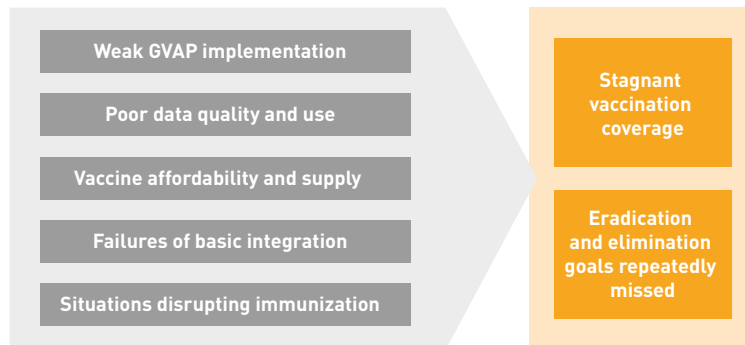 Weak GVAP implementation
Poor data quality and use
Vaccine affordability and supply
Failures of basic integration
Situations disrupting immunization
Stagnant
vaccination
coverage
Eradication
and elimination
goals repeatedly
missed